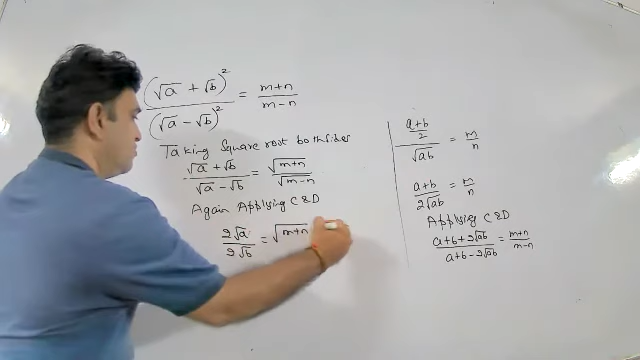 (√a + √b)² / (√a - √b)² = m+n / m-n
Taking Square root both sides
√a + √b / √a - √b = √m+n / √m-n
Again Applying C & D
2√a / 2√b = √m+n
a+b/2 / √ab = m/n
a+b / 2√ab = m/n
Applying C & D
a+b+2√ab / a+b-2√ab = m+n / m-n